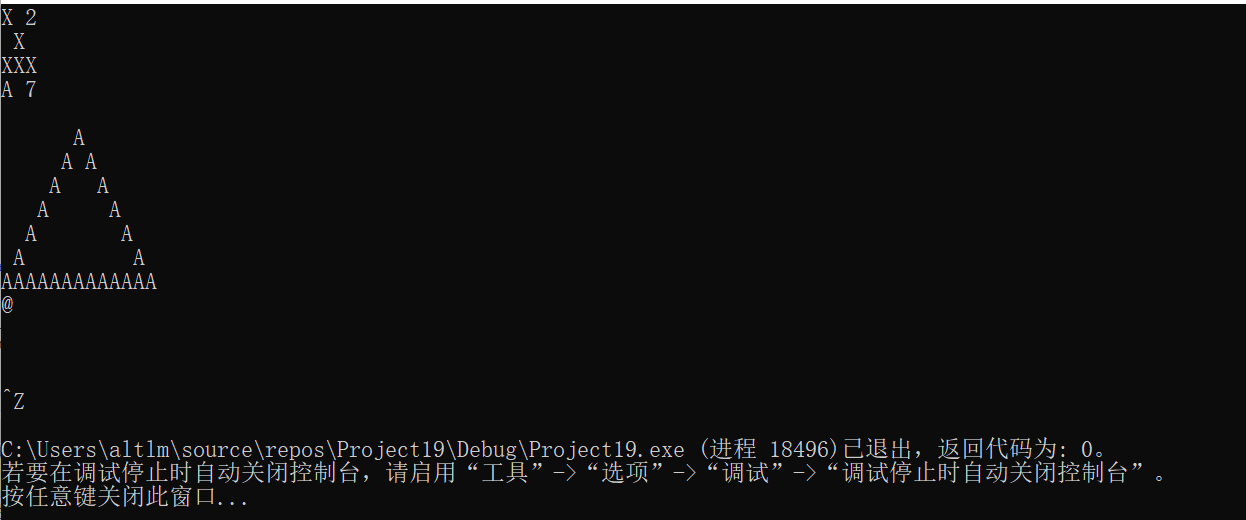 X 2
 X
XXX
A 7

      A
     A A
    A   A
   A     A
  A       A
 A         A
AAAAAAAAAAAAA
@

^Z

C:\Users\altlm\source\repos\Project19\Debug\Project19.exe (进程 18496)已退出，返回代码为: 0。
若要在调试停止时自动关闭控制台，请启用“工具”->“选项”->“调试”->“调试停止时自动关闭控制台”。
按任意键关闭此窗口...